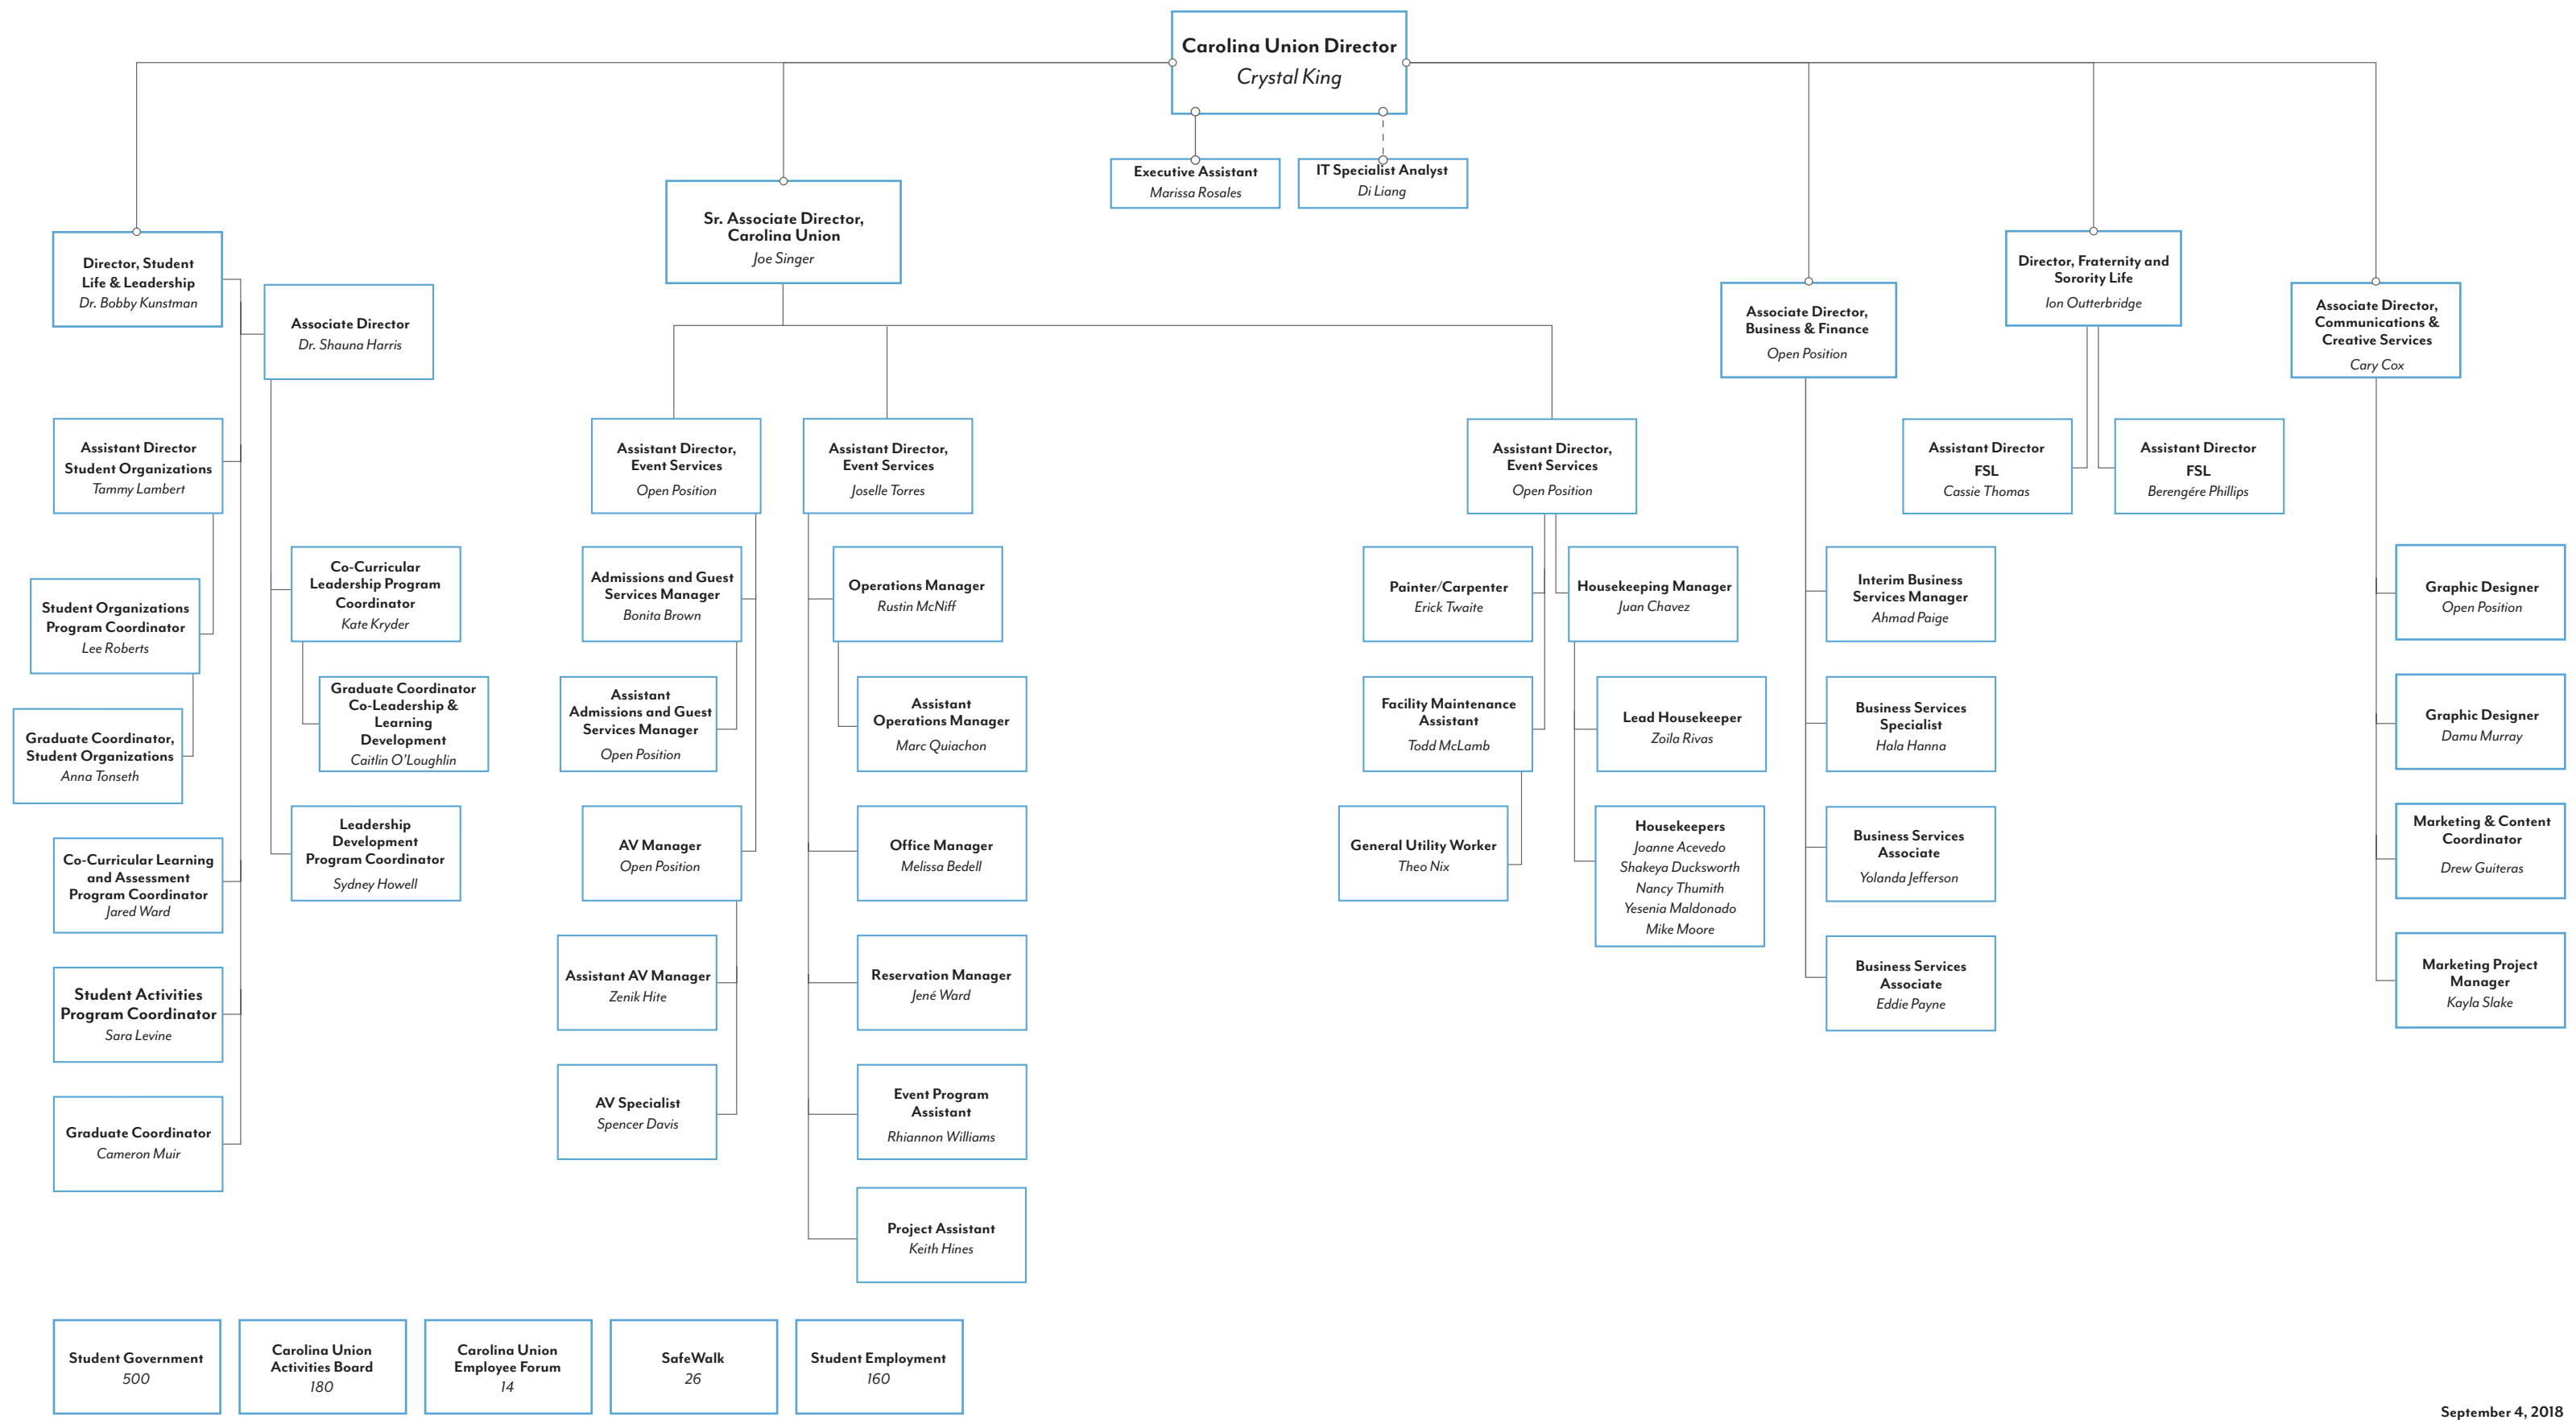 Carolina Union Director
Crystal King
Executive Assistant
Marissa Rosales
IT Specialist Analyst
Di Liang
Director, Student
Life & Leadership
Dr. Bobby Kunstman
Associate Director
Dr. Shauna Harris
Assistant Director
Student Organizations
Tammy Lambert
Student Organizations
Program Coordinator
Lee Roberts
Graduate Coordinator,
Student Organizations
Anna Tonseth
Co-Curricular Learning
and Assessment
Program Coordinator
Jared Ward
Student Activities
Program Coordinator
Sara Levine
Graduate Coordinator
Cameron Muir
Co-Curricular
Leadership Program
Coordinator
Kate Kryder
Graduate Coordinator
Co-Leadership &
Learning
Development
Caitlin O'Loughlin
Leadership
Development
Program Coordinator
Sydney Howell
Sr. Associate Director,
Carolina Union
Joe Singer
Assistant Director,
Event Services
Open Position
Admissions and Guest
Services Manager
Bonita Brown
Assistant
Admissions and Guest
Services Manager
Open Position
AV Manager
Open Position
Assistant AV Manager
Zenik Hite
AV Specialist
Spencer Davis
Assistant Director,
Event Services
Joselle Torres
Operations Manager
Rustin McNiff
Assistant
Operations Manager
Marc Quiachon
Office Manager
Melissa Bedell
Reservation Manager
Jené Ward
Event Program
Assistant
Rhiannon Williams
Project Assistant
Keith Hines
Assistant Director,
Event Services
Open Position
Painter/Carpenter
Erick Twaite
Facility Maintenance
Assistant
Todd McLamb
General Utility Worker
Theo Nix
Housekeeping Manager
Juan Chavez
Lead Housekeeper
Zoila Rivas
Housekeepers
Joanne Acevedo
Shakeya Ducksworth
Nancy Thumith
Yesenia Maldonado
Mike Moore
Associate Director,
Business & Finance
Open Position
Interim Business
Services Manager
Ahmad Paige
Business Services
Specialist
Hala Hanna
Business Services
Associate
Yolanda Jefferson
Business Services
Associate
Eddie Payne
Director, Fraternity and
Sorority Life
Ion Outterbridge
Assistant Director
FSL
Cassie Thomas
Assistant Director
FSL
Berengére Phillips
Associate Director,
Communications &
Creative Services
Cary Cox
Graphic Designer
Open Position
Graphic Designer
Damu Murray
Marketing & Content
Coordinator
Drew Guiteras
Marketing Project
Manager
Kayla Slake
Student Government
500
Carolina Union
Activities Board
180
Carolina Union
Employee Forum
14
SafeWalk
26
Student Employment
160
September 4, 2018